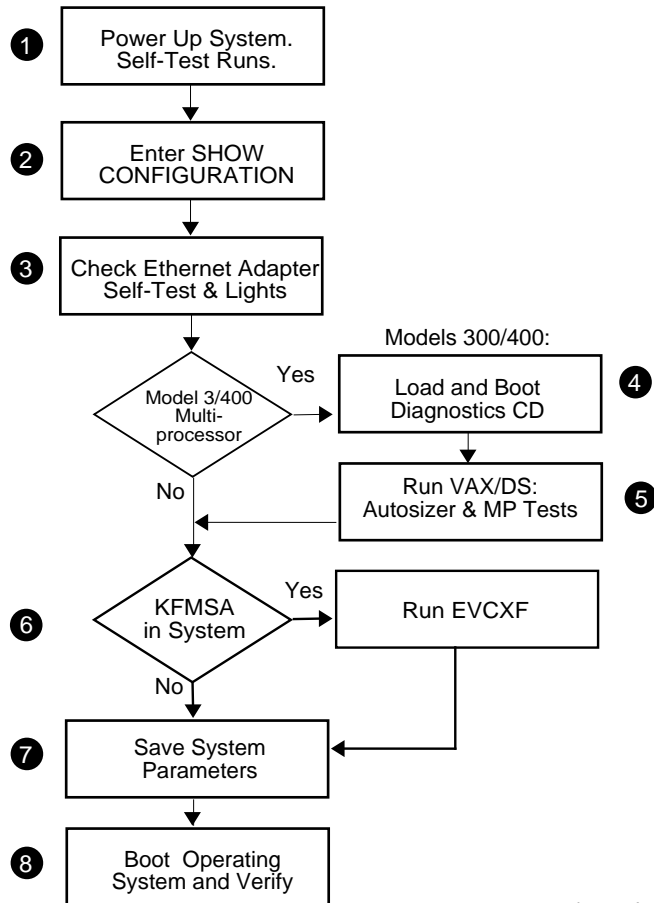 1
Power Up System.
Self-Test Runs.
2
Enter SHOW
CONFIGURATION
3
Check Ethernet Adapter
Self-Test & Lights
Models 300/400:
Model 3/400
Multi-
processor
Yes
No
Load and Boot
Diagnostics CD
4
Run VAX/DS:
Autosizer & MP Tests
5
6
KFMSA
in System
Yes
No
Run EVCXF
7
Save System
Parameters
8
Boot Operating
System and Verify